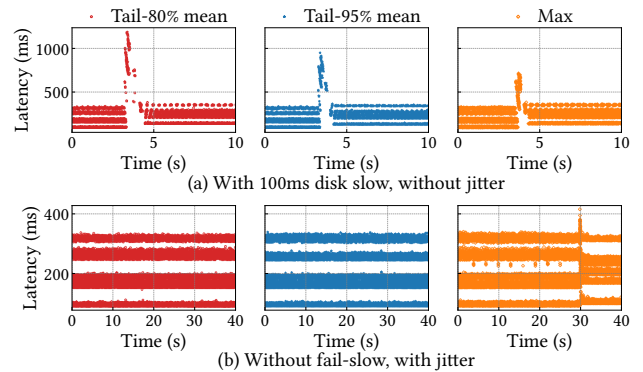 Tail-80% mean Tail-95% mean Max
Latency (ms)
1000
500
0 5 10 0 5 10 0 5 10
Time (s) Time (s) Time (s)
(a) With 100ms disk slow, without jitter
Latency (ms)
400
200
0 10 20 30 40 0 10 20 30 40 0 10 20 30 40
Time (s) Time (s) Time (s)
(b) Without fail-slow, with jitter